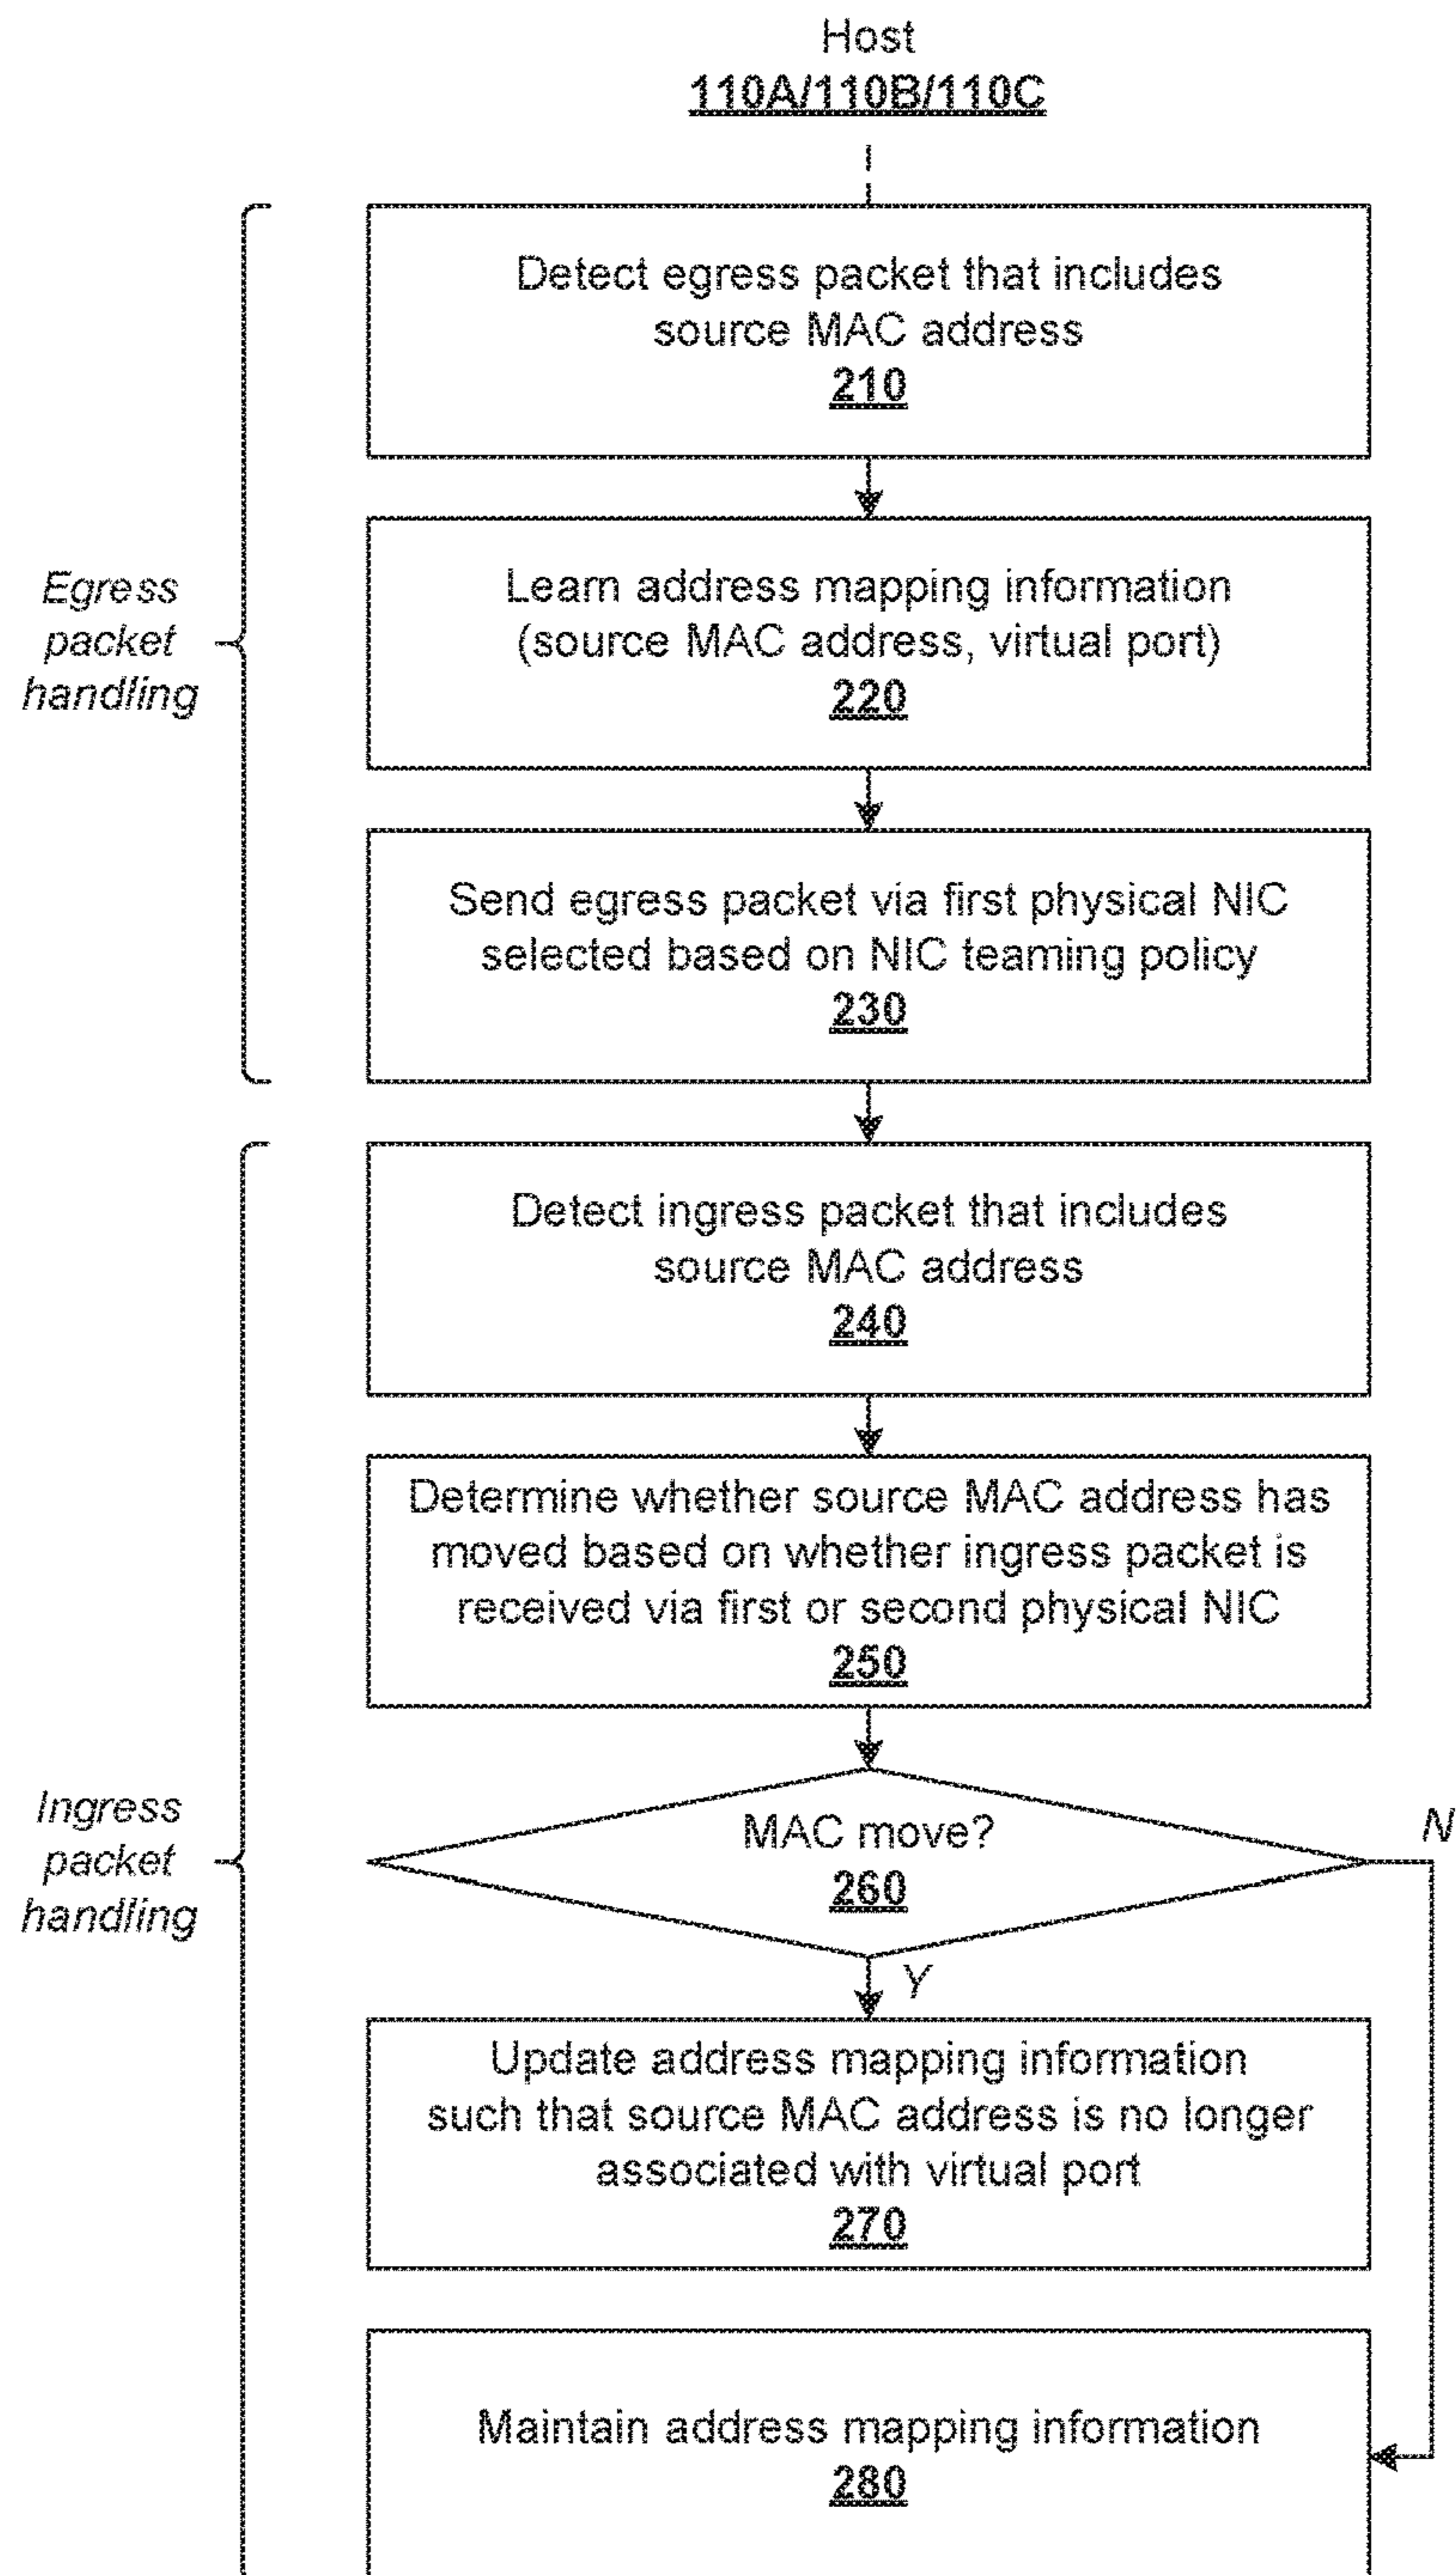 Host
110A/110B/110C
Detect egress packet that includes
source MAC address
210
Egress
packet
handling
Learn address mapping information
(source MAC address, virtual port)
220
Send egress packet via first physical NIC
selected based on NIC teaming policy
230
Detect ingress packet that includes
source MAC address
240
Determine whether source MAC address has
moved based on whether ingress packet is
received via first or second physical NIC
250
Ingress
packet
handling
MAC move?
260
N
Y
Update address mapping information
such that source MAC address is no longer
associated with virtual port
270
Maintain address mapping information
280